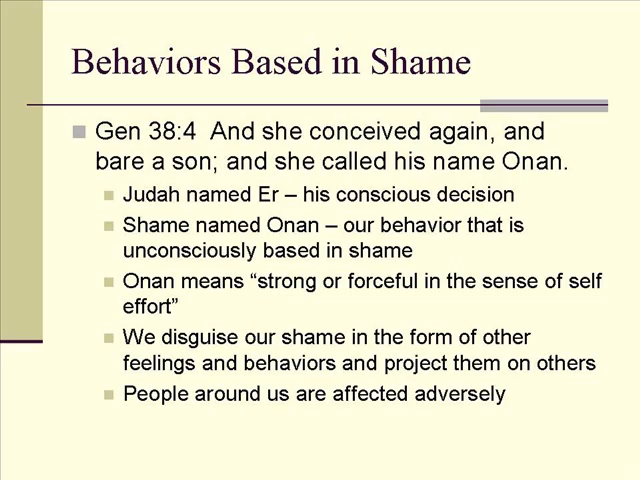 Behaviors Based in Shame
Gen 38:4 And she conceived again, and
bare a son; and she called his name Onan.
Judah named Er – his conscious decision
Shame named Onan – our behavior that is
unconsciously based in shame
Onan means “strong or forceful in the sense of self
effort”
We disguise our shame in the form of other
feelings and behaviors and project them on others
People around us are affected adversely